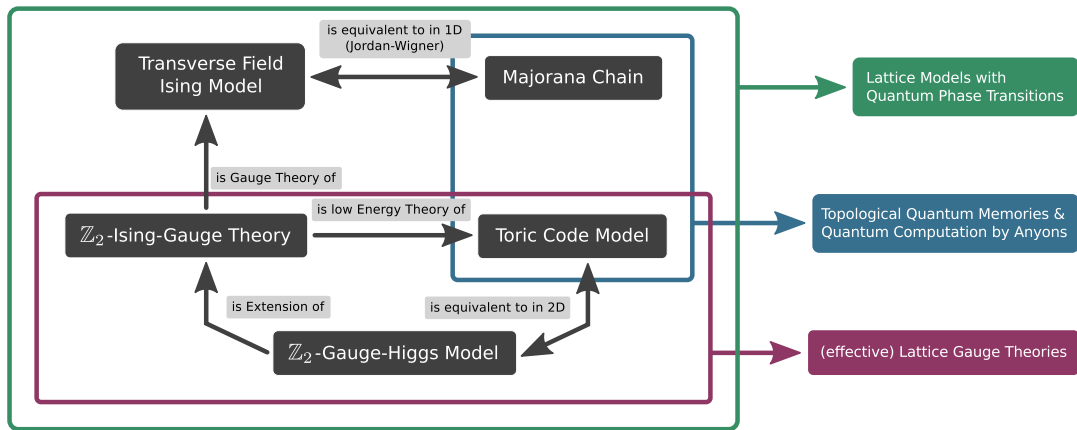 is equivalent to in 1D
(Jordan-Wigner)
Transverse Field
Ising Model
Majorana Chain
Lattice Models with
Quantum Phase Transitions
is Gauge Theory of
is low Energy Theory of
ℤ₂-Ising-Gauge Theory
Toric Code Model
Topological Quantum Memories &
Quantum Computation by Anyons
is Extension of
is equivalent to in 2D
ℤ₂-Gauge-Higgs Model
(effective) Lattice Gauge Theories